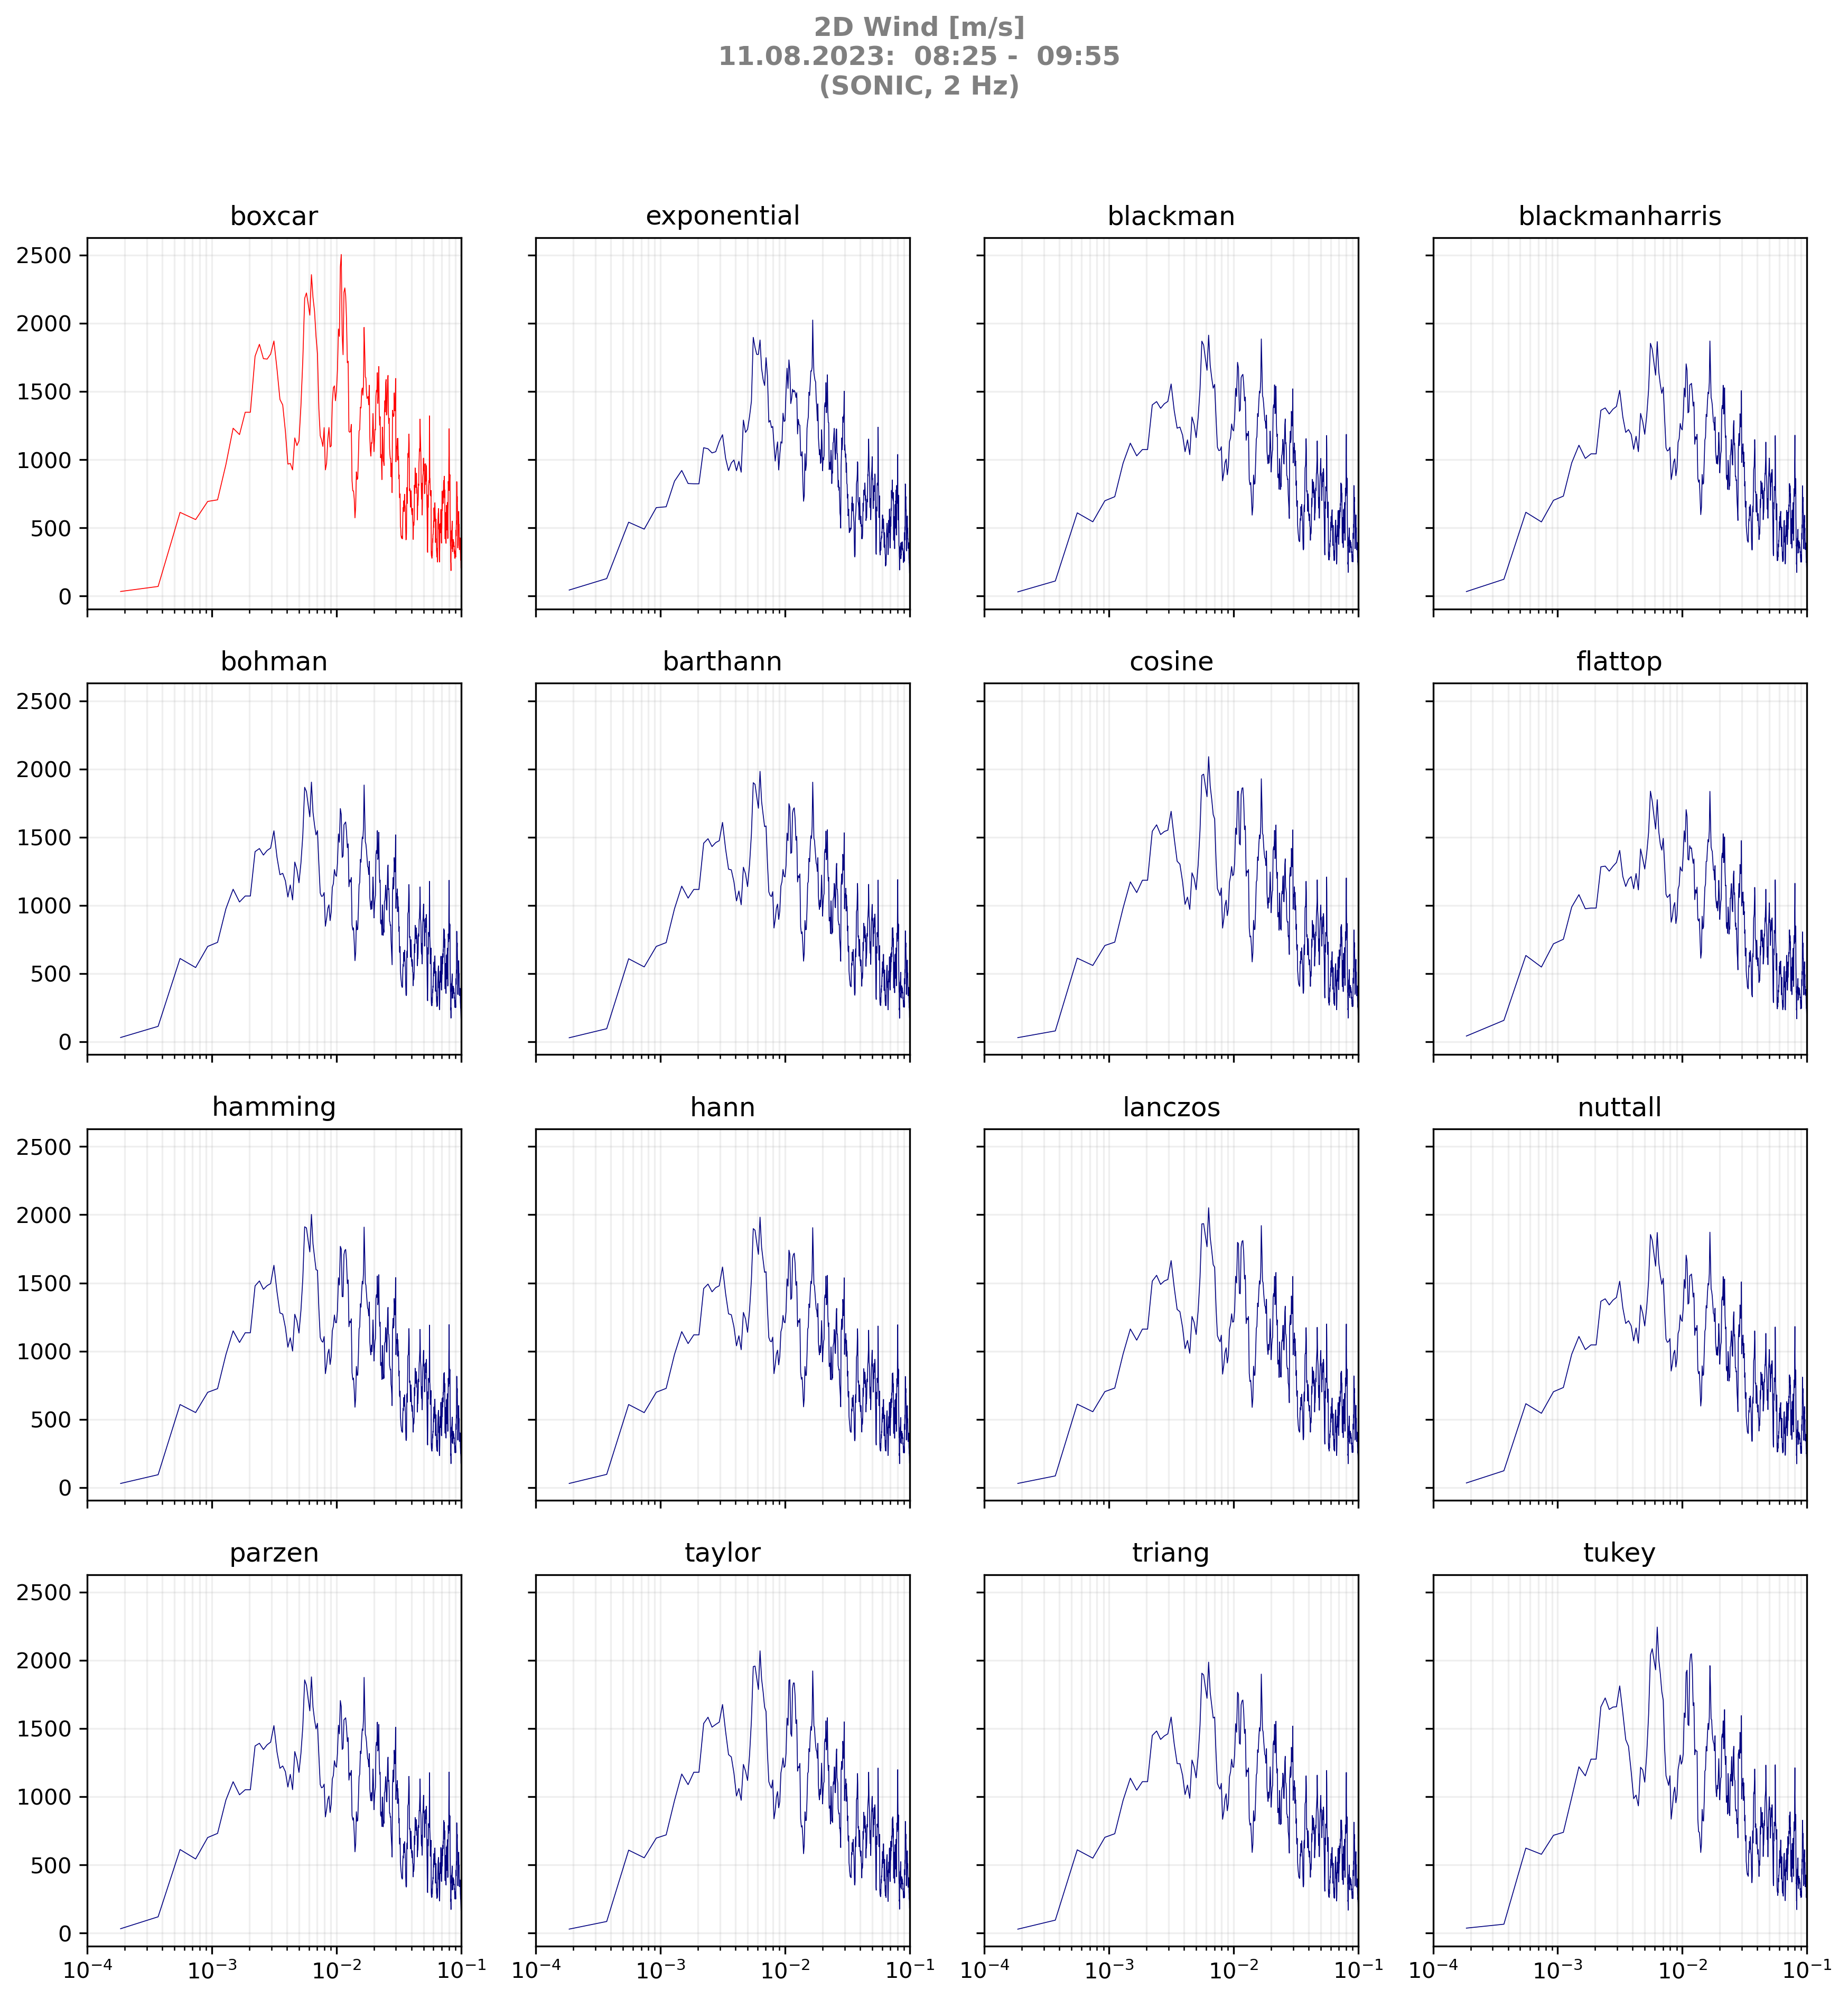 2D Wind [m/s]
11.08.2023:  08:25 -  09:55
(SONIC, 2 Hz)
boxcar
exponential
blackman
blackmanharris
2500
2000
1500
1000
500
0
bohman
barthann
cosine
flattop
2500
2000
1500
1000
500
0
hamming
hann
lanczos
nuttall
2500
2000
1500
1000
500
0
parzen
taylor
triang
tukey
2500
2000
1500
1000
500
0
10⁻⁴ 10⁻³ 10⁻² 10⁻¹
10⁻⁴ 10⁻³ 10⁻² 10⁻¹
10⁻⁴ 10⁻³ 10⁻² 10⁻¹
10⁻⁴ 10⁻³ 10⁻² 10⁻¹